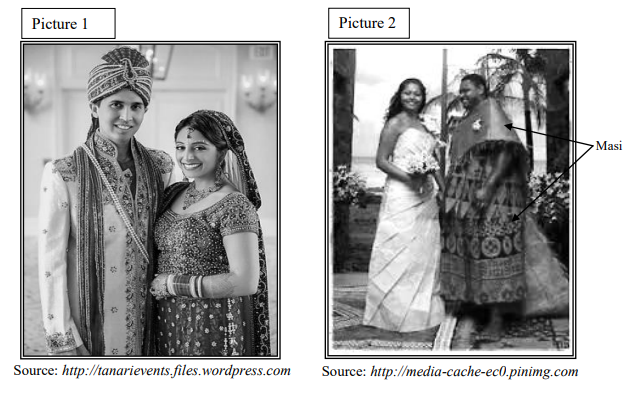 Picture 1
Picture 2
Masi
Source: http://tanarievents.files.wordpress.com
Source: http://media-cache-ec0.pinimg.com